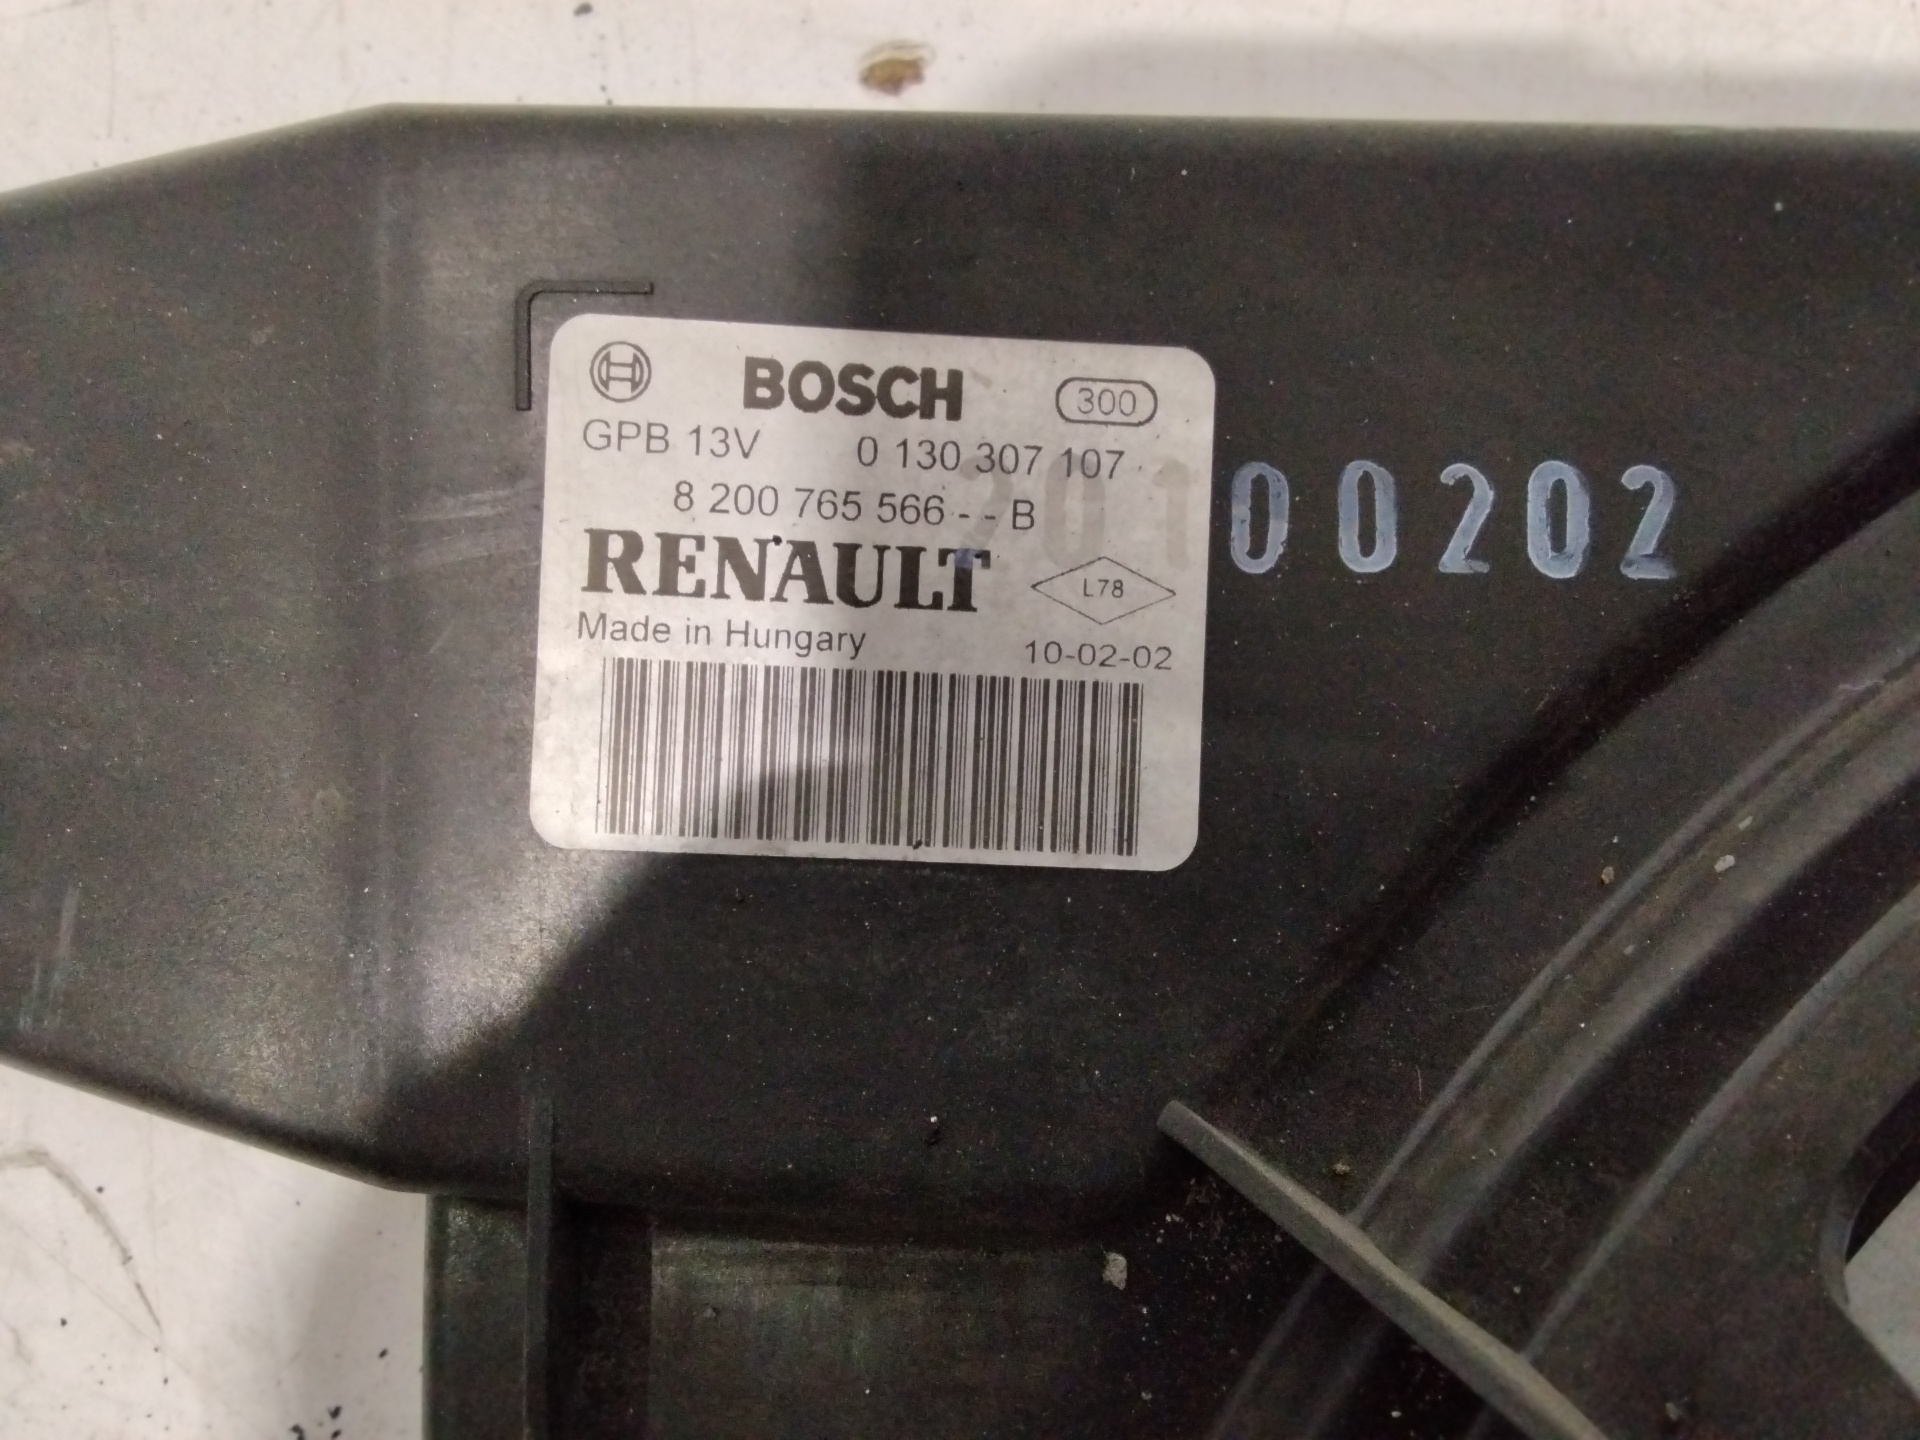 BOSCH 300
GPB 13V 0 130 307 107
8 200 765 566 - - B
20100202
RENAULT L78
Made in Hungary 10-02-02